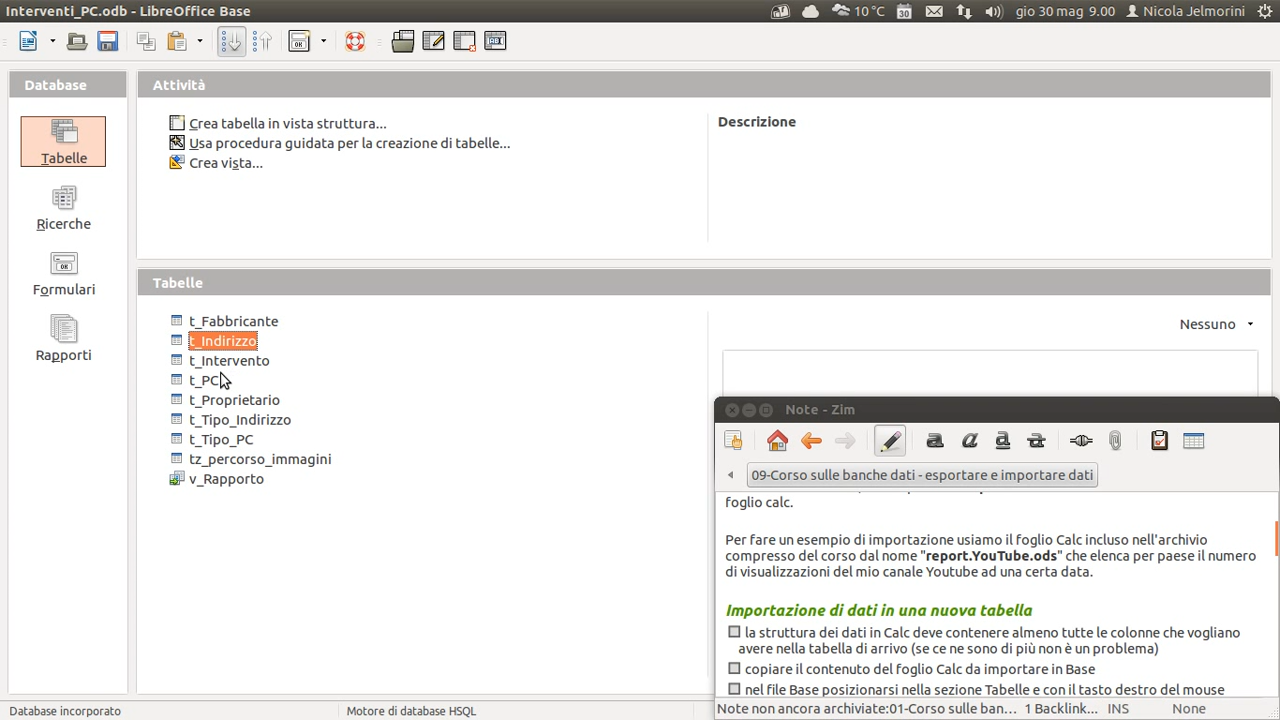 Interventi_PC.odb - LibreOffice Base
10 °C
30
gio 30 mag 9.00
Nicola Jelmorini
Database
Attività
Tabelle
Ricerche
Formulari
Rapporti
Crea tabella in vista struttura...
Usa procedura guidata per la creazione di tabelle...
Crea vista...
Descrizione
Tabelle
t_Fabbricante
t_Indirizzo
t_Intervento
t_PC
t_Proprietario
t_Tipo_Indirizzo
t_Tipo_PC
tz_percorso_immagini
v_Rapporto
Nessuno
Note - Zim
09-Corso sulle banche dati - esportare e importare dati
foglio calc.
Per fare un esempio di importazione usiamo il foglio Calc incluso nell'archivio
compresso del corso dal nome "report.YouTube.ods" che elenca per paese il numero
di visualizzazioni del mio canale Youtube ad una certa data.
Importazione di dati in una nuova tabella
la struttura dei dati in Calc deve contenere almeno tutte le colonne che vogliano
avere nella tabella di arrivo (se ce ne sono di più non è un problema)
copiare il contenuto del foglio Calc da importare in Base
nel file Base posizionarsi nella sezione Tabelle e con il tasto destro del mouse
Note non ancora archiviate:01-Corso sulle ban...
1 Backlink...
INS
None
Database incorporato
Motore di database HSQL